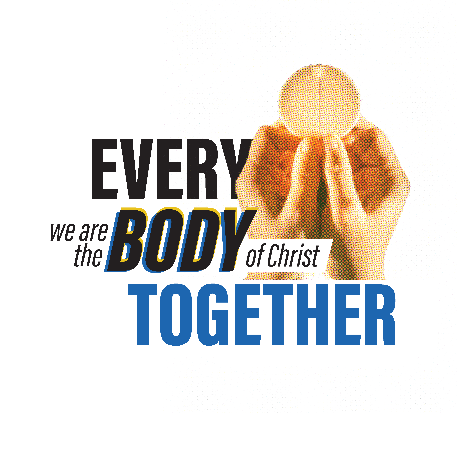 EVERY
we are the BODY of Christ
TOGETHER